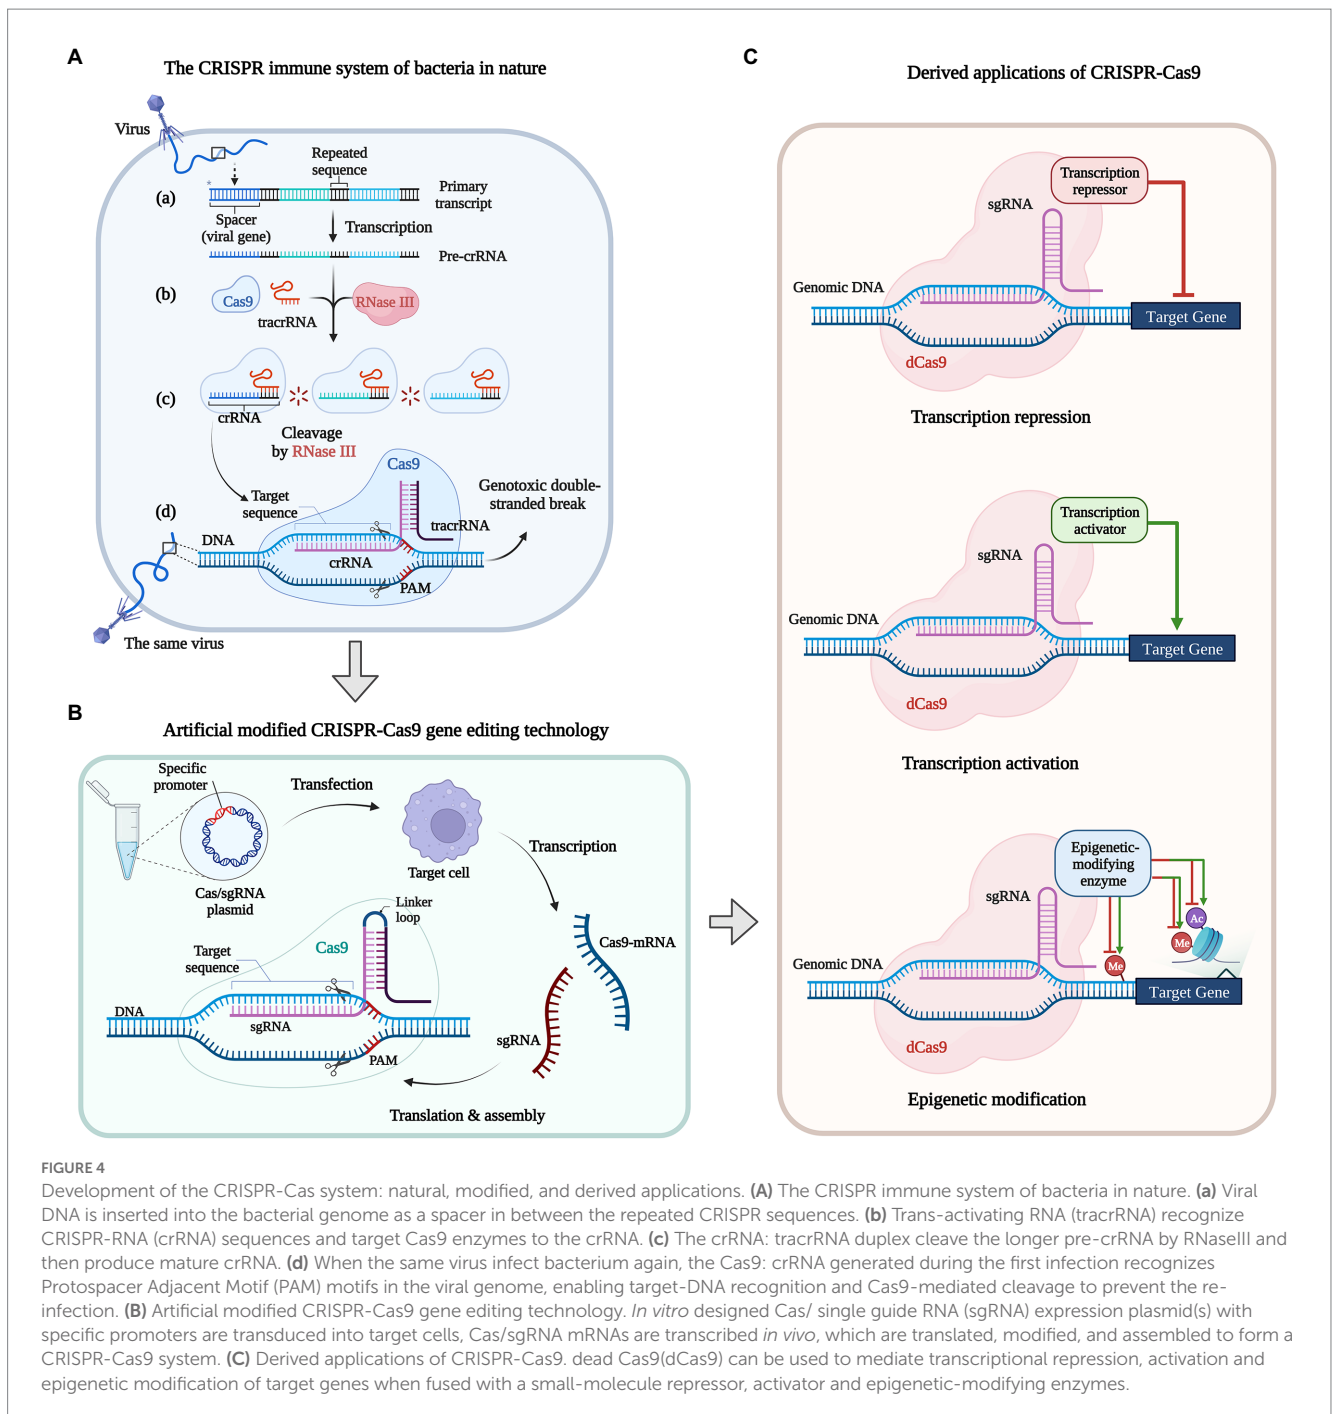 A
The CRISPR immune system of bacteria in nature
Virus
Repeated
sequence
(a)
*
Primary
transcript
Spacer
(viral gene)
Transcription
Pre-crRNA
(b)
Cas9
tracrRNA
RNase III
(c)
crRNA
Cleavage
by RNase III
Cas9
Target
sequence
Genotoxic double-
stranded break
(d)
tracrRNA
DNA
crRNA
PAM
The same virus
B
Artificial modified CRISPR-Cas9 gene editing technology
Specific
promoter
Transfection
Transcription
Target cell
Cas/sgRNA
plasmid
Linker
loop
Cas9
Cas9-mRNA
Target
sequence
DNA
sgRNA
sgRNA
PAM
Translation & assembly
C
Derived applications of CRISPR-Cas9
Transcription
repressor
sgRNA
Genomic DNA
Target Gene
dCas9
Transcription repression
Transcription
activator
sgRNA
Genomic DNA
Target Gene
dCas9
Transcription activation
Epigenetic-
modifying
enzyme
sgRNA
Ac
Me
Genomic DNA
Me
Target Gene
dCas9
Epigenetic modification
FIGURE 4
Development of the CRISPR-Cas system: natural, modified, and derived applications. (A) The CRISPR immune system of bacteria in nature. (a) Viral
DNA is inserted into the bacterial genome as a spacer in between the repeated CRISPR sequences. (b) Trans-activating RNA (tracrRNA) recognize
CRISPR-RNA (crRNA) sequences and target Cas9 enzymes to the crRNA. (c) The crRNA: tracrRNA duplex cleave the longer pre-crRNA by RNaseIII and
then produce mature crRNA. (d) When the same virus infect bacterium again, the Cas9: crRNA generated during the first infection recognizes
Protospacer Adjacent Motif (PAM) motifs in the viral genome, enabling target-DNA recognition and Cas9-mediated cleavage to prevent the re-
infection. (B) Artificial modified CRISPR-Cas9 gene editing technology. In vitro designed Cas/ single guide RNA (sgRNA) expression plasmid(s) with
specific promoters are transduced into target cells, Cas/sgRNA mRNAs are transcribed in vivo, which are translated, modified, and assembled to form a
CRISPR-Cas9 system. (C) Derived applications of CRISPR-Cas9. dead Cas9(dCas9) can be used to mediate transcriptional repression, activation and
epigenetic modification of target genes when fused with a small-molecule repressor, activator and epigenetic-modifying enzymes.